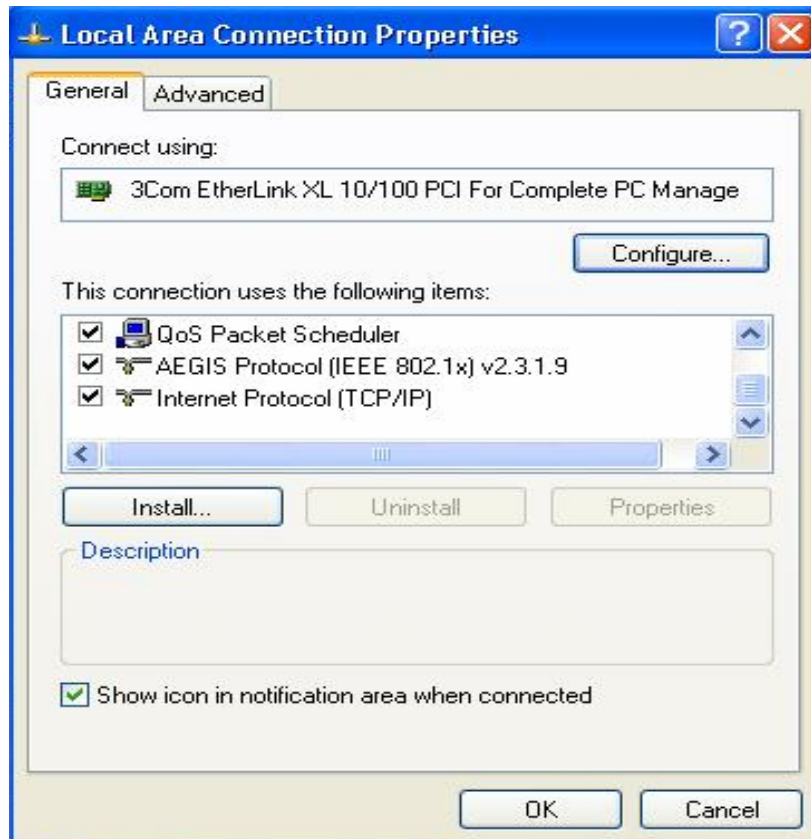 Local Area Connection Properties
General Advanced
Connect using:
3Com EtherLink XL 10/100 PCI For Complete PC Manage
Configure...
This connection uses the following items:
QoS Packet Scheduler
AEGIS Protocol (IEEE 802.1x) v2.3.1.9
Internet Protocol (TCP/IP)
Install... Uninstall Properties
Description
Show icon in notification area when connected
OK Cancel